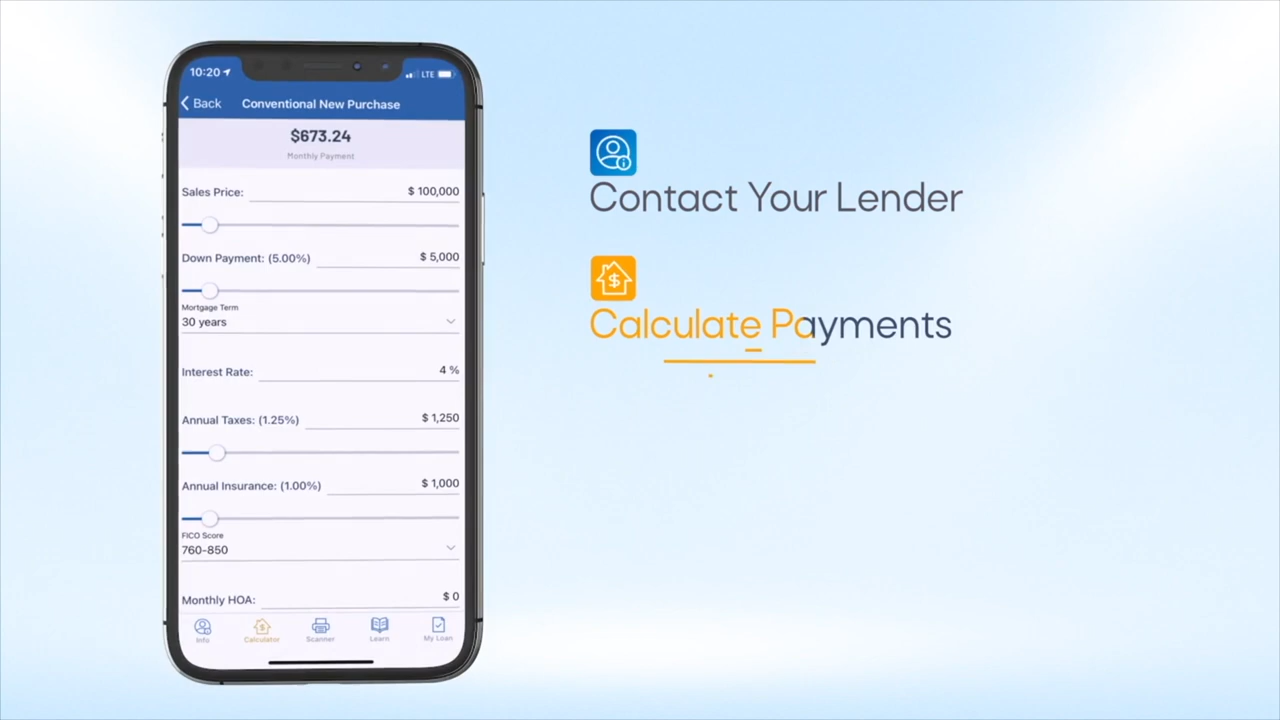 10:20
LTE
Back
Conventional New Purchase
$673.24
Monthly Payment
Sales Price: $ 100,000
Down Payment: (5.00%) $ 5,000
Mortgage Term
30 years
Interest Rate: 4 %
Annual Taxes: (1.25%) $ 1,250
Annual Insurance: (1.00%) $ 1,000
FICO Score
760-850
Monthly HOA: $ 0
Info Calculator Scanner Learn My Loan
Contact Your Lender
$
Calculate Payments